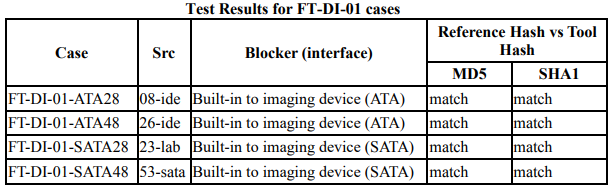 Test Results for FT-DI-01 cases
Case Src Blocker (interface) Reference Hash vs Tool
Hash
MD5 SHA1
FT-DI-01-ATA28 08-ide Built-in to imaging device (ATA) match match
FT-DI-01-ATA48 26-ide Built-in to imaging device (ATA) match match
FT-DI-01-SATA28 23-lab Built-in to imaging device (SATA) match match
FT-DI-01-SATA48 53-sata Built-in to imaging device (SATA) match match